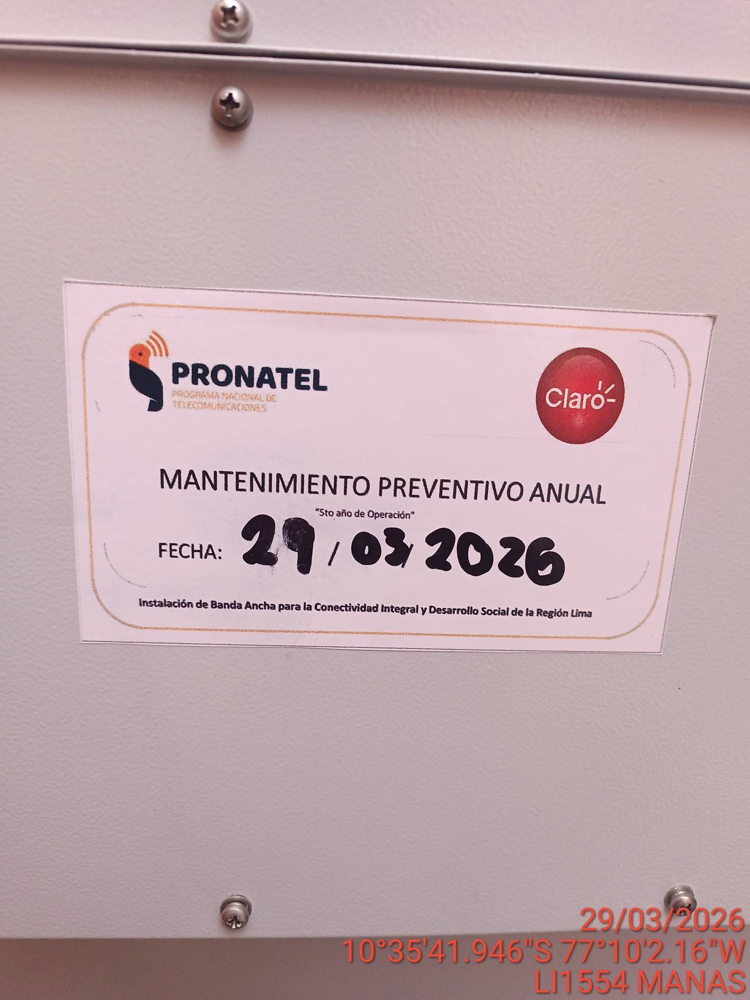 PRONATEL
PROGRAMA NACIONAL DE
TELECOMUNICACIONES
Claro
MANTENIMIENTO PREVENTIVO ANUAL
"5to año de Operación"
FECHA: 29/03/2026
Instalación de Banda Ancha para la Conectividad Integral y Desarrollo Social de la Región Lima
29/03/2026
10°35'41.946"S 77°10'2.16"W
LI1554 MANAS